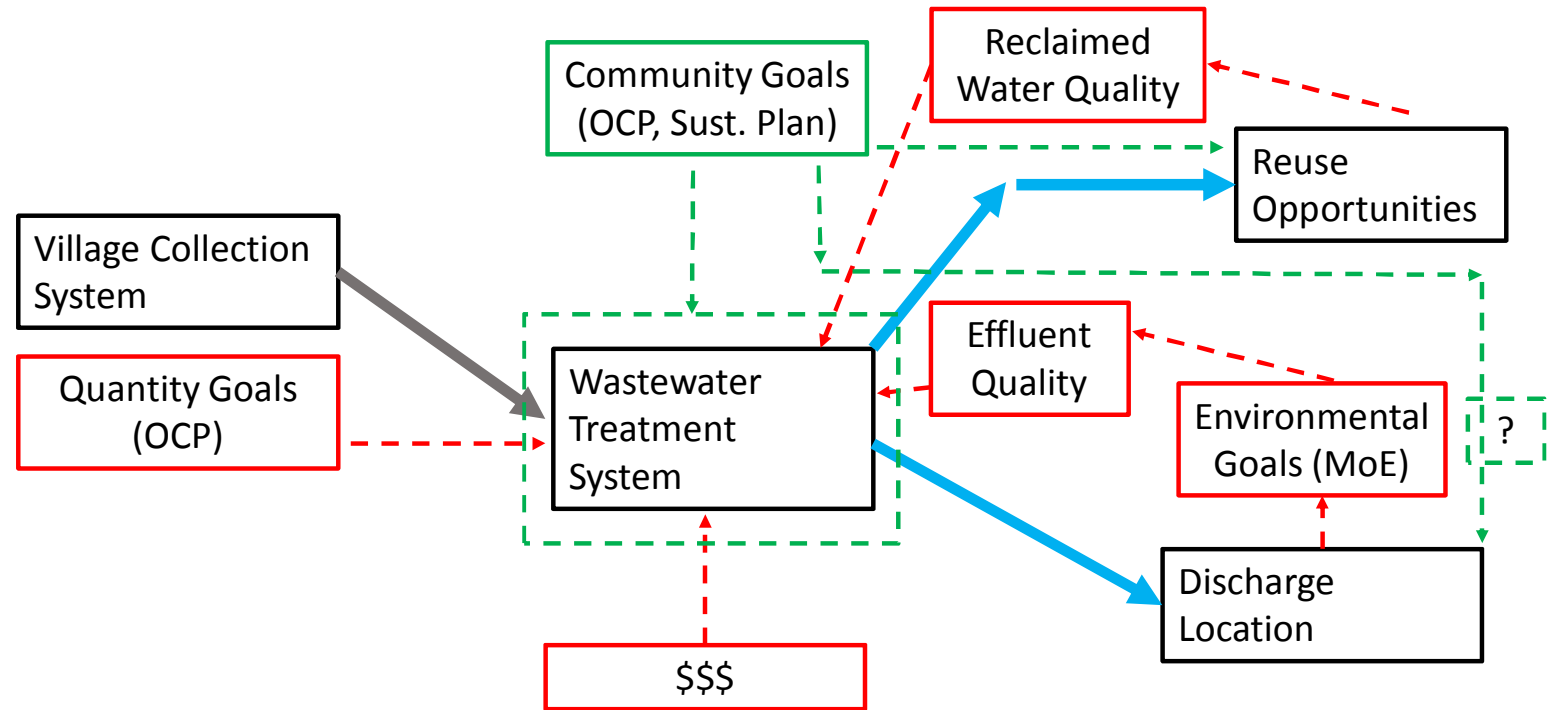 Reclaimed
Water Quality
Community Goals
(OCP, Sust. Plan)
Reuse
Opportunities
Village Collection
System
Quantity Goals
(OCP)
Wastewater
Treatment
System
Effluent
Quality
Environmental
Goals (MoE)
?
Discharge
Location
$$$